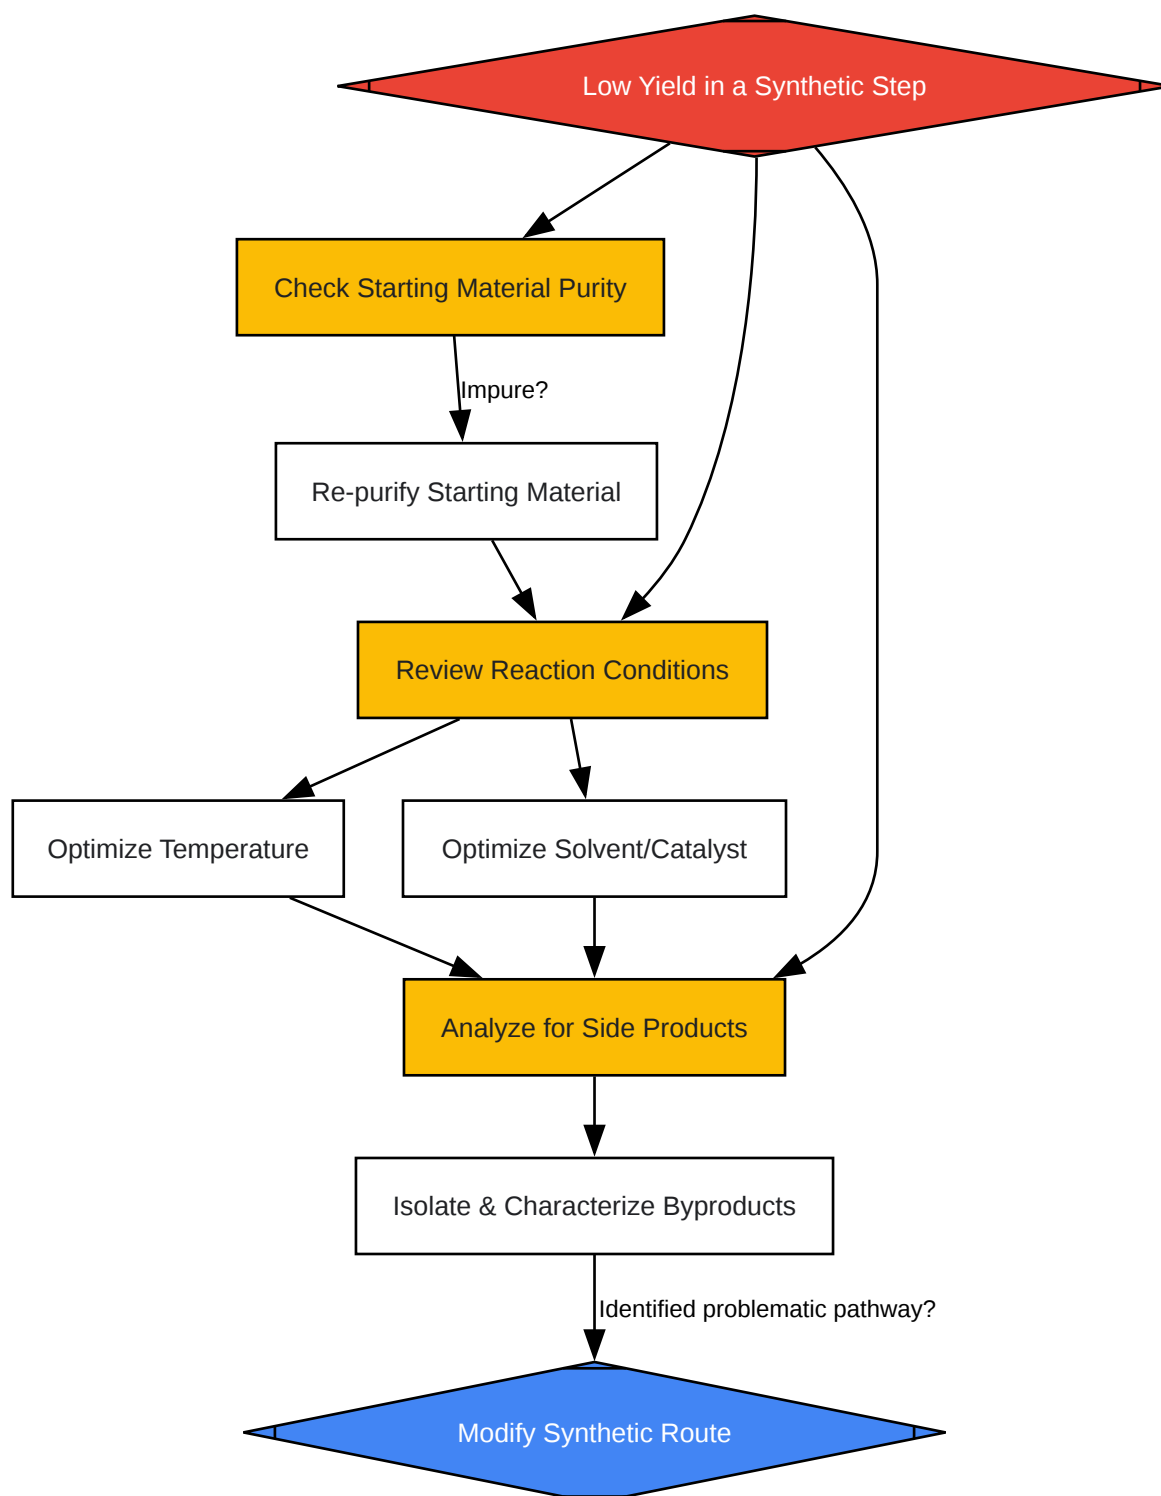 Low Yield in a Synthetic Step
Check Starting Material Purity
Impure?
Re-purify Starting Material
Review Reaction Conditions
Optimize Temperature
Optimize Solvent/Catalyst
Analyze for Side Products
Isolate & Characterize Byproducts
Identified problematic pathway?
Modify Synthetic Route